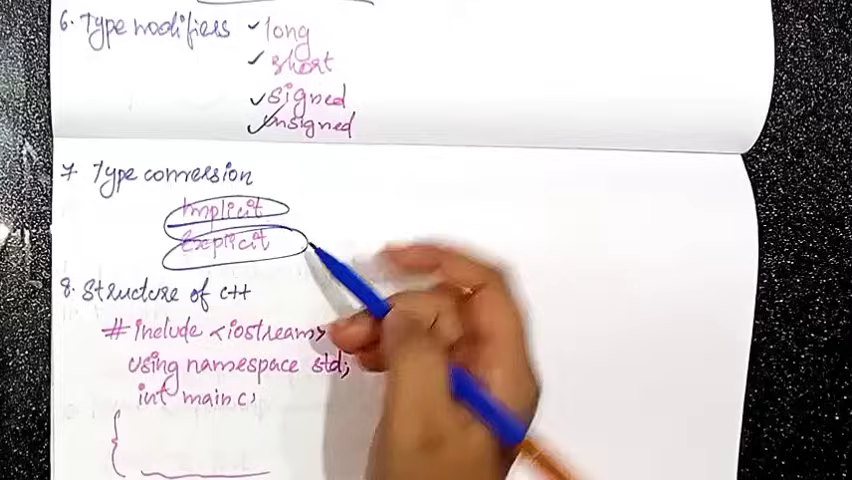 6. Type modifiers ✓ long
✓ short
✓ signed
✓ unsigned
7. Type conversion
Implicit
Explicit
8. Structure of c++
# include <iostream>
using namespace std;
int main c)
{